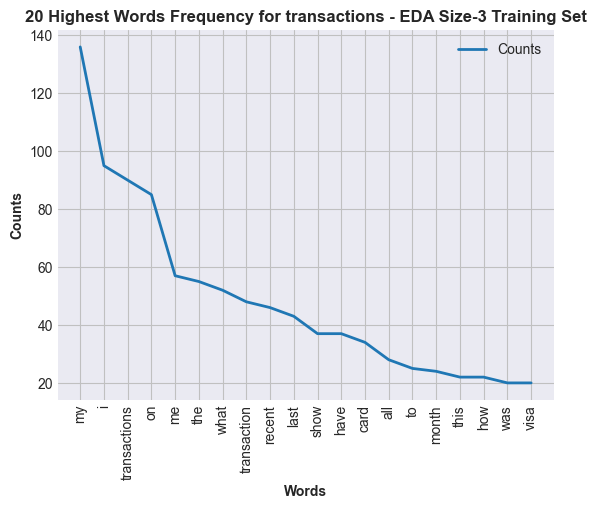 20 Highest Words Frequency for transactions - EDA Size-3 Training Set
Counts
140
120
100
80
60
40
20
Counts
my
i
transactions
on
me
the
what
transaction
recent
last
show
have
card
all
to
month
this
how
was
visa
Words